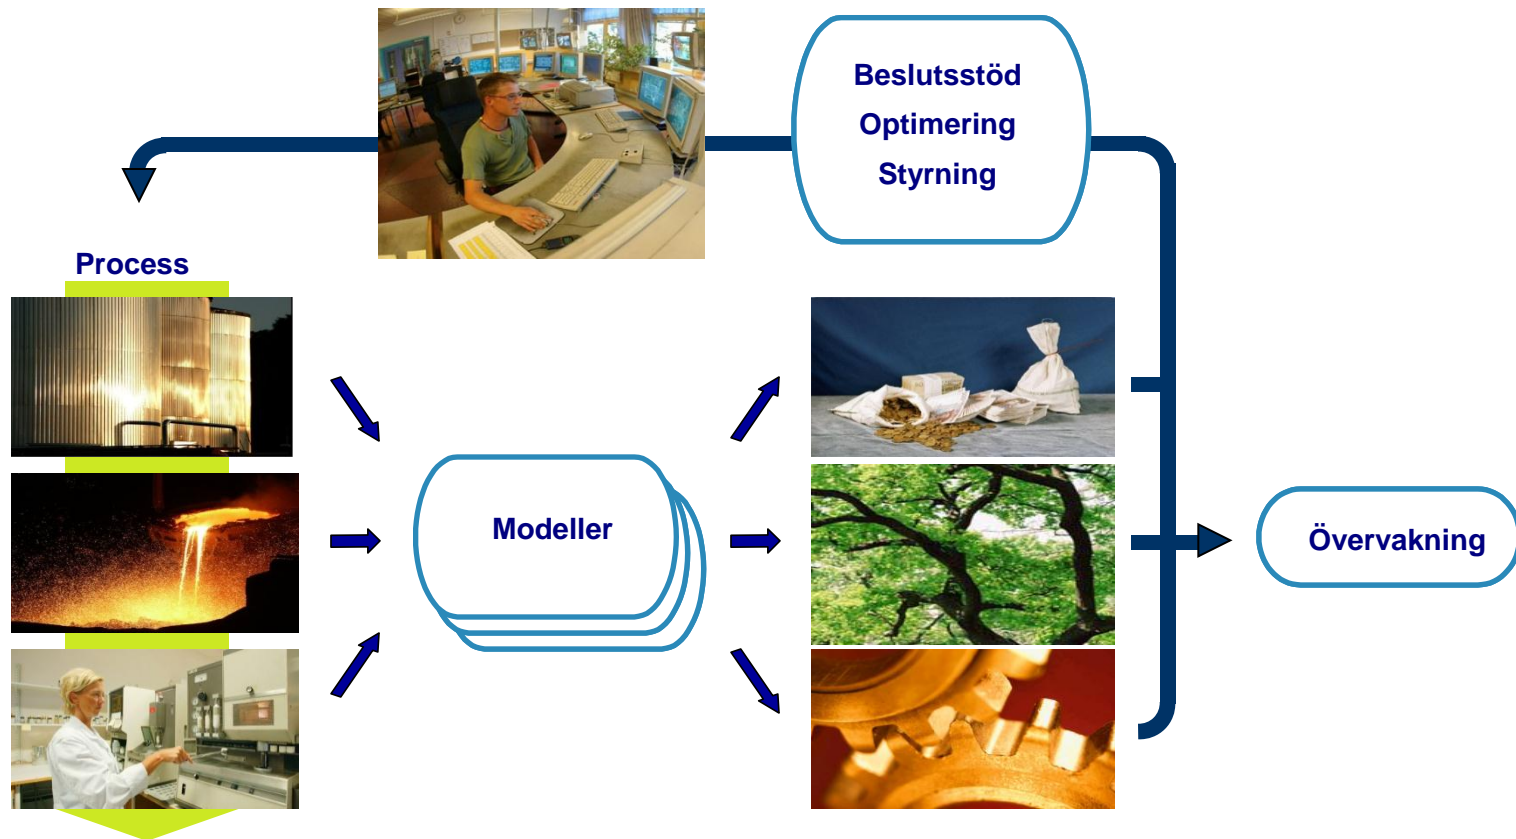 Beslutsstöd
Optimering
Styrning
Process
Modeller
Övervakning